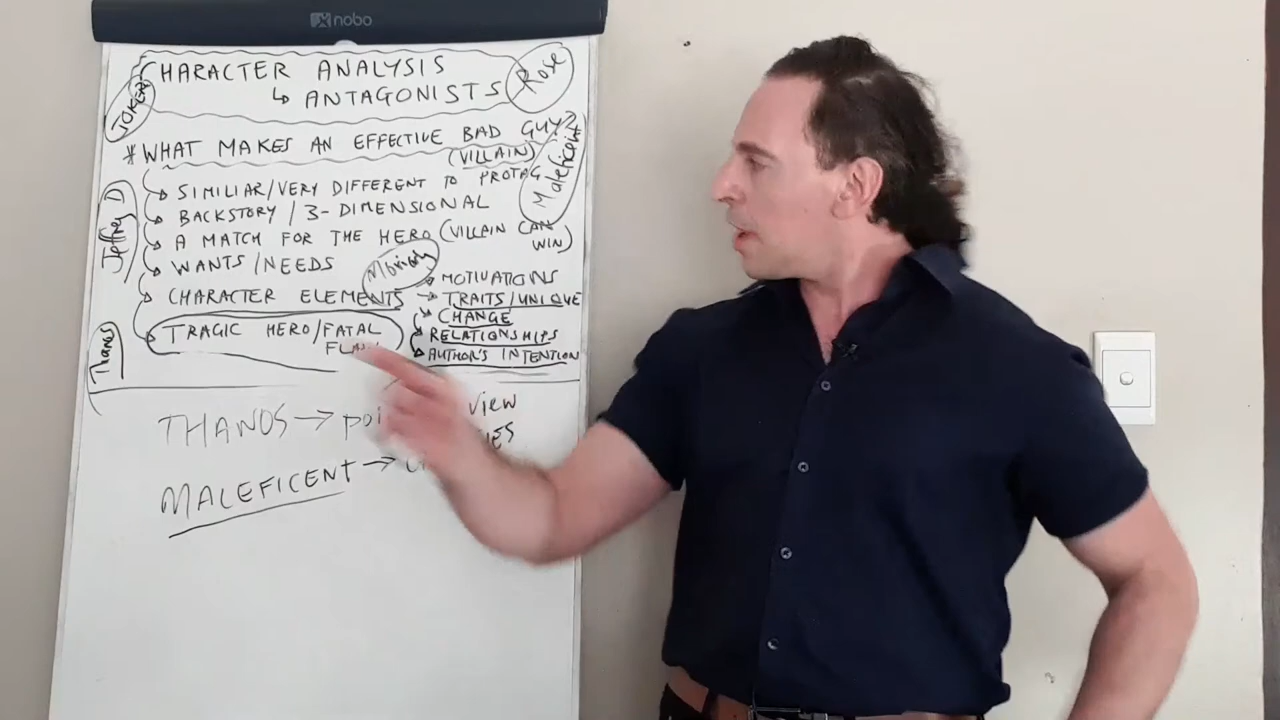 nobo
CHARACTER ANALYSIS
↳ ANTAGONISTS
Rose
JOKER
* WHAT MAKES AN EFFECTIVE BAD GUY?
(VILLAIN)
Maleficent
SIMILIAR/VERY DIFFERENT TO PROTAG
BACKSTORY / 3-DIMENSIONAL
A MATCH FOR THE HERO (VILLAIN CAN
WIN)
WANTS/NEEDS
Jeffrey D
Moriarty
CHARACTER ELEMENTS
→ MOTIVATIONS
→ TRAITS/UNIQUE
CHANGE
RELATIONSHIPS
AUTHOR'S INTENTION
TRAGIC HERO/FATAL
Thanos
THANOS →
VIEW
MALEFICENT →